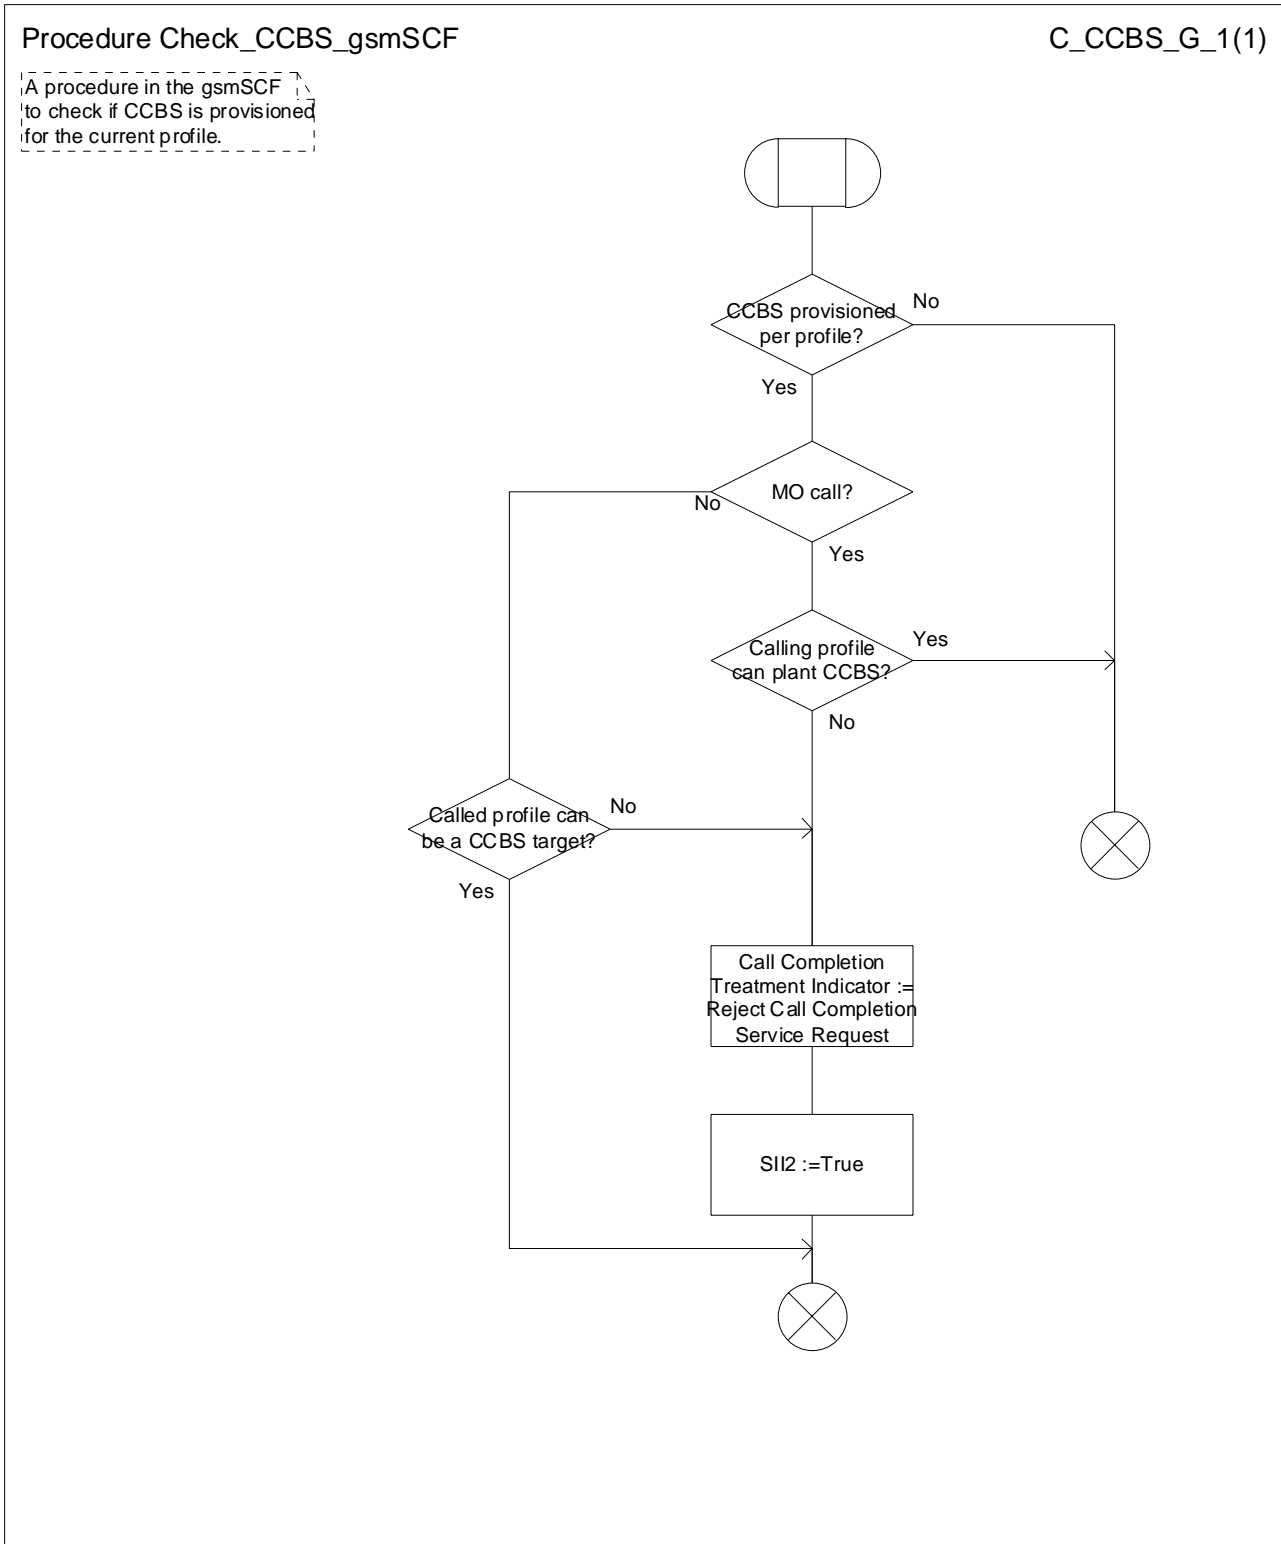 Procedure Check_CCBS_gsmSCF
C_CCBS_G_1(1)
A procedure in the gsmSCF
to check if CCBS is provisioned
for the current profile.
CCBS provisioned
per profile?
No
Yes
MO call?
No
Yes
Calling profile
can plant CCBS?
Yes
No
Called profile can
be a CCBS target?
No
Yes
Call Completion
Treatment Indicator :=
Reject Call Completion
Service Request
SII2 :=True